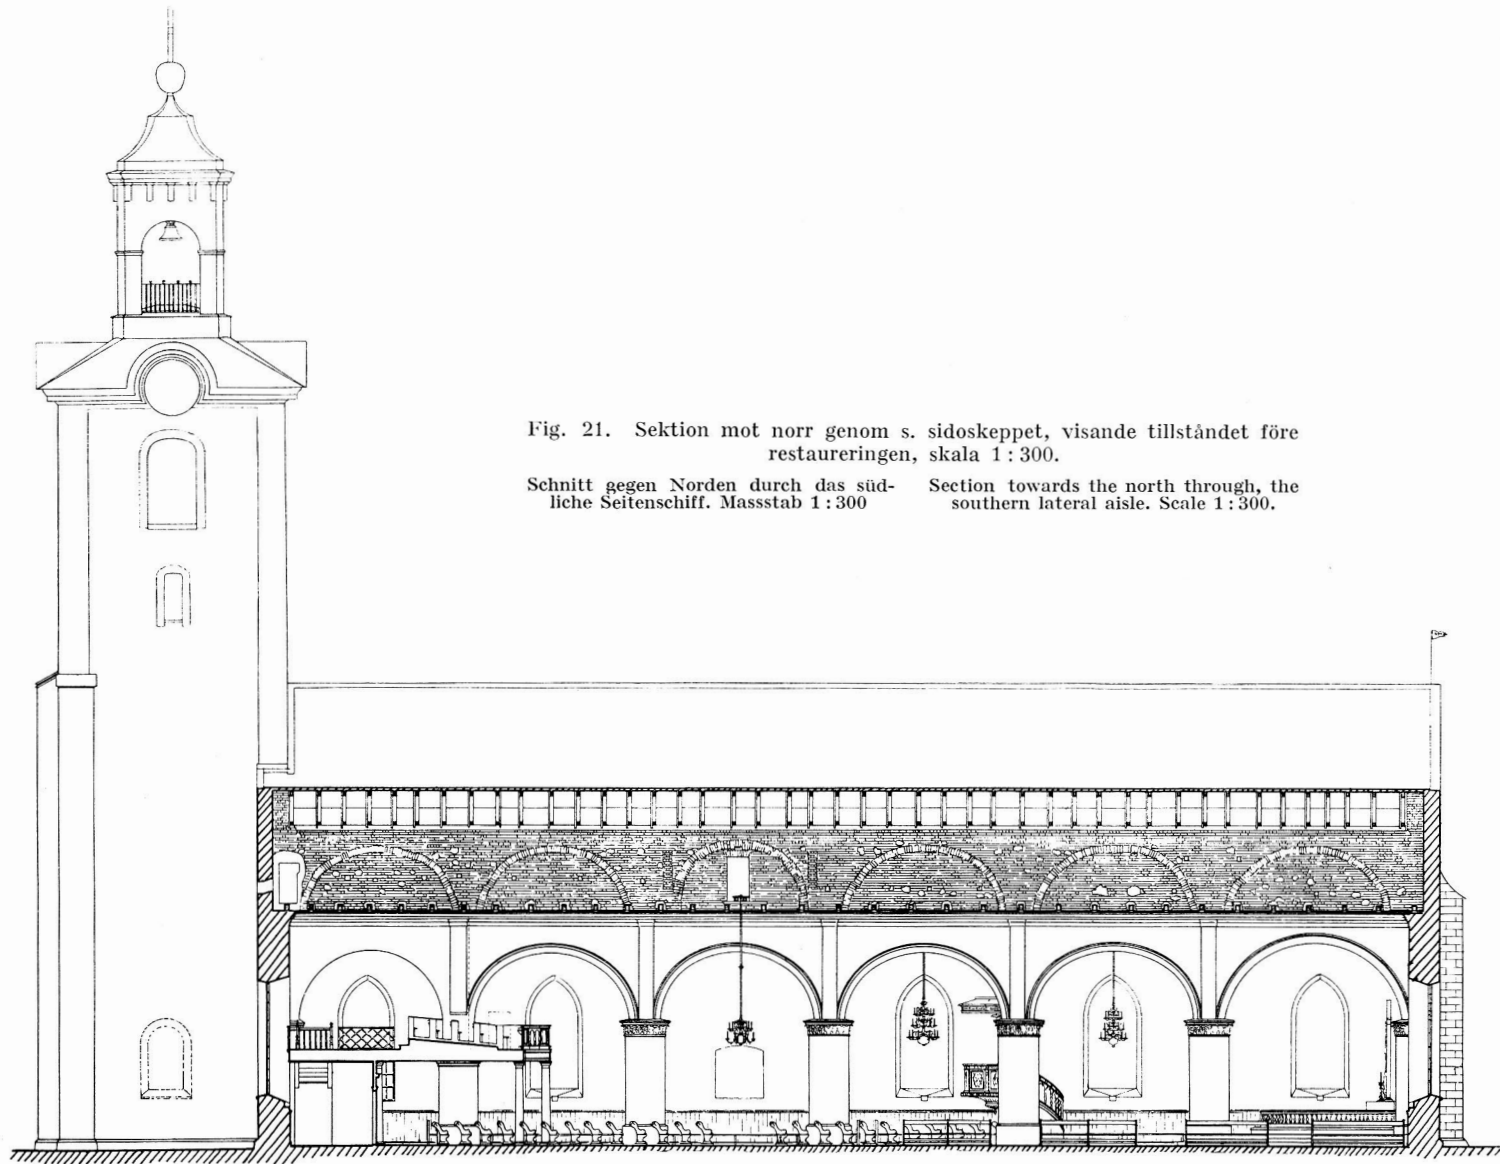 Fig. 21. Sektion mot norr genom s. sidoskeppet, visande tillståndet före
restaureringen, skala 1 : 300.
Schnitt gegen Norden durch das süd-
liche Seitenschiff. Massstab 1 : 300
Section towards the north through, the
southern lateral aisle. Scale 1 : 300.